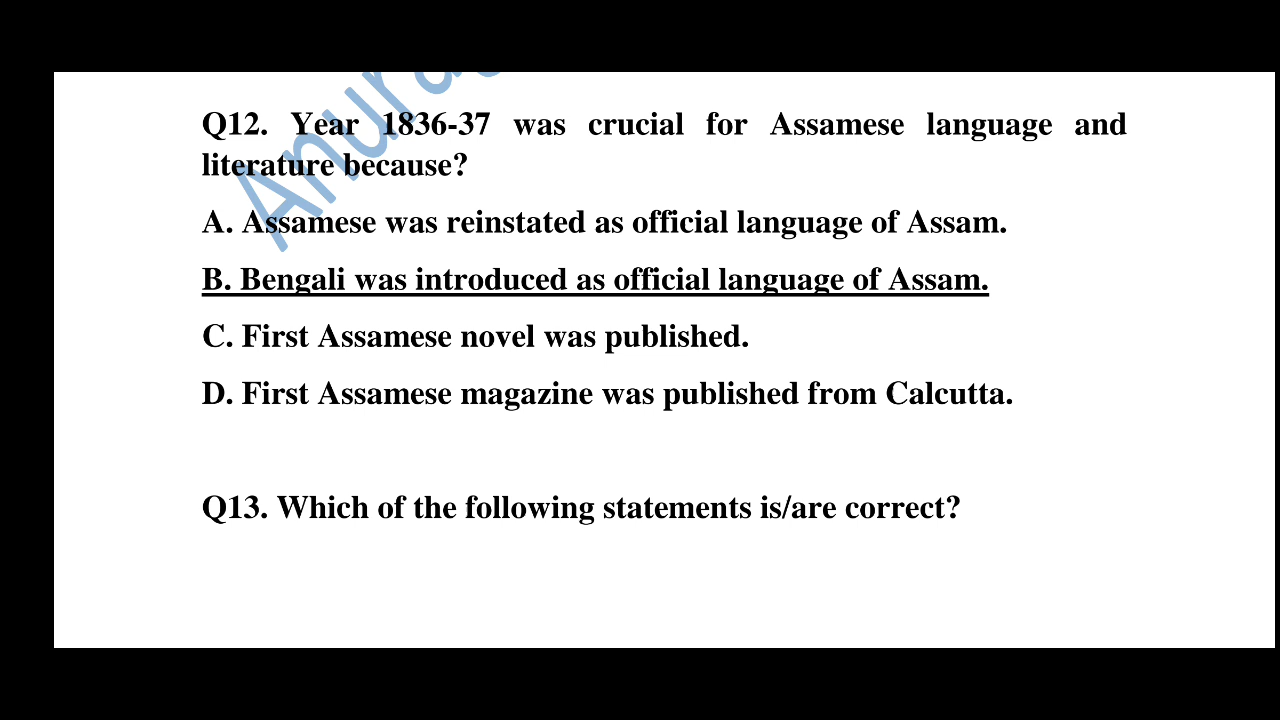 Q12. Year 1836-37 was crucial for Assamese language and
literature because?
A. Assamese was reinstated as official language of Assam.
B. Bengali was introduced as official language of Assam.
C. First Assamese novel was published.
D. First Assamese magazine was published from Calcutta.
Q13. Which of the following statements is/are correct?